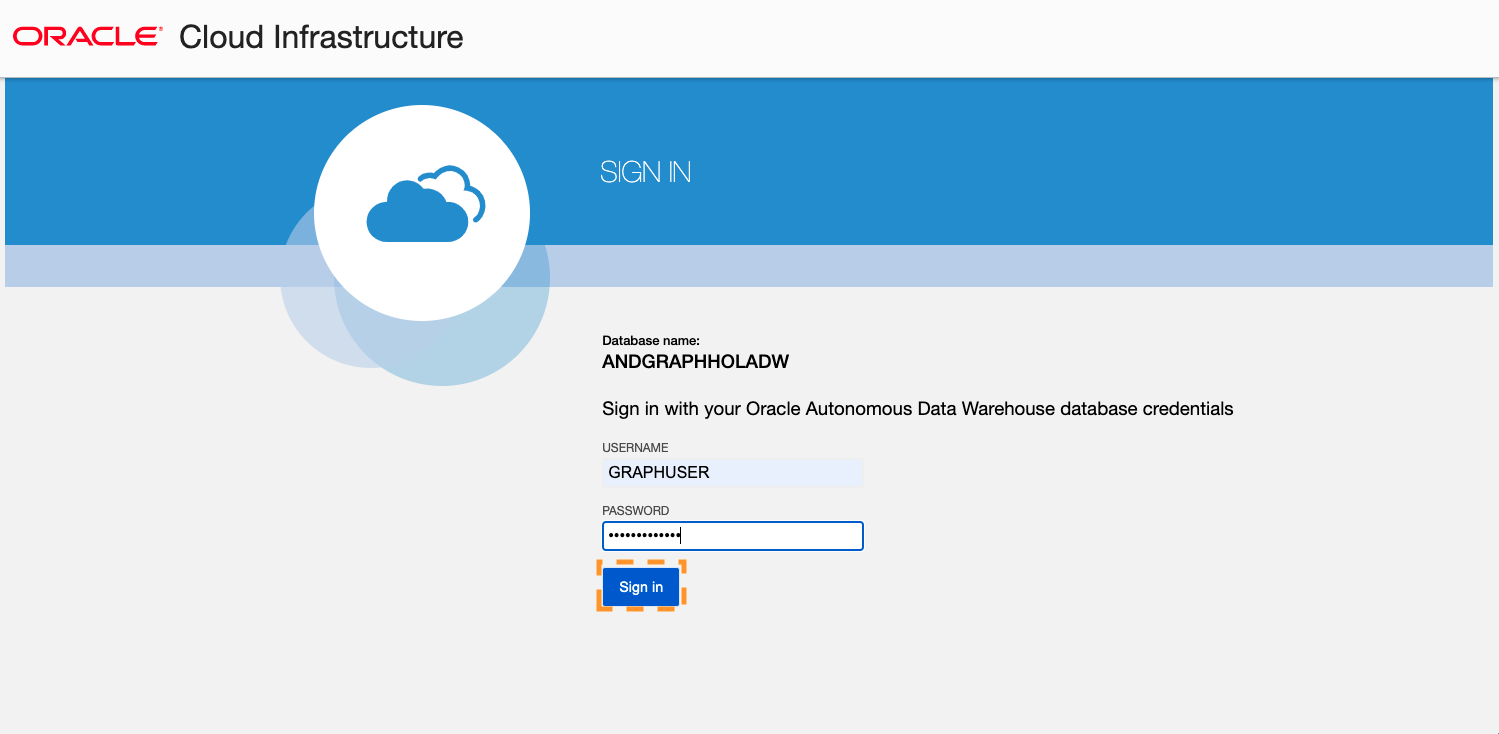 ORACLE® Cloud Infrastructure
SIGN IN
Database name:
ANDGRAPHHOLADW
Sign in with your Oracle Autonomous Data Warehouse database credentials
USERNAME
GRAPHUSER
PASSWORD
•••••••••••••
Sign in